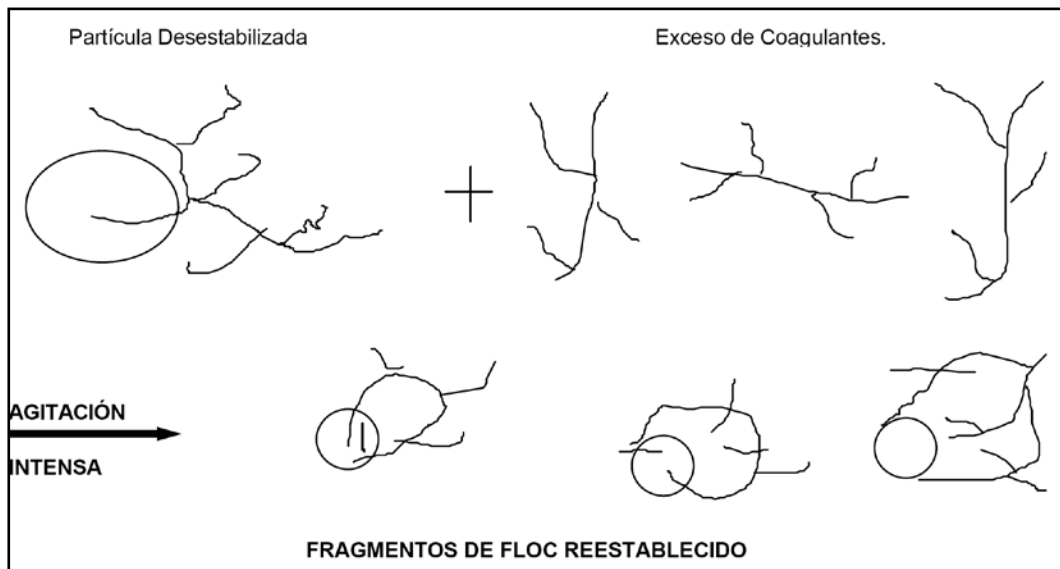 Partícula Desestabilizada
Exceso de Coagulantes.
AGITACIÓN
INTENSA
FRAGMENTOS DE FLOC REESTABLECIDO